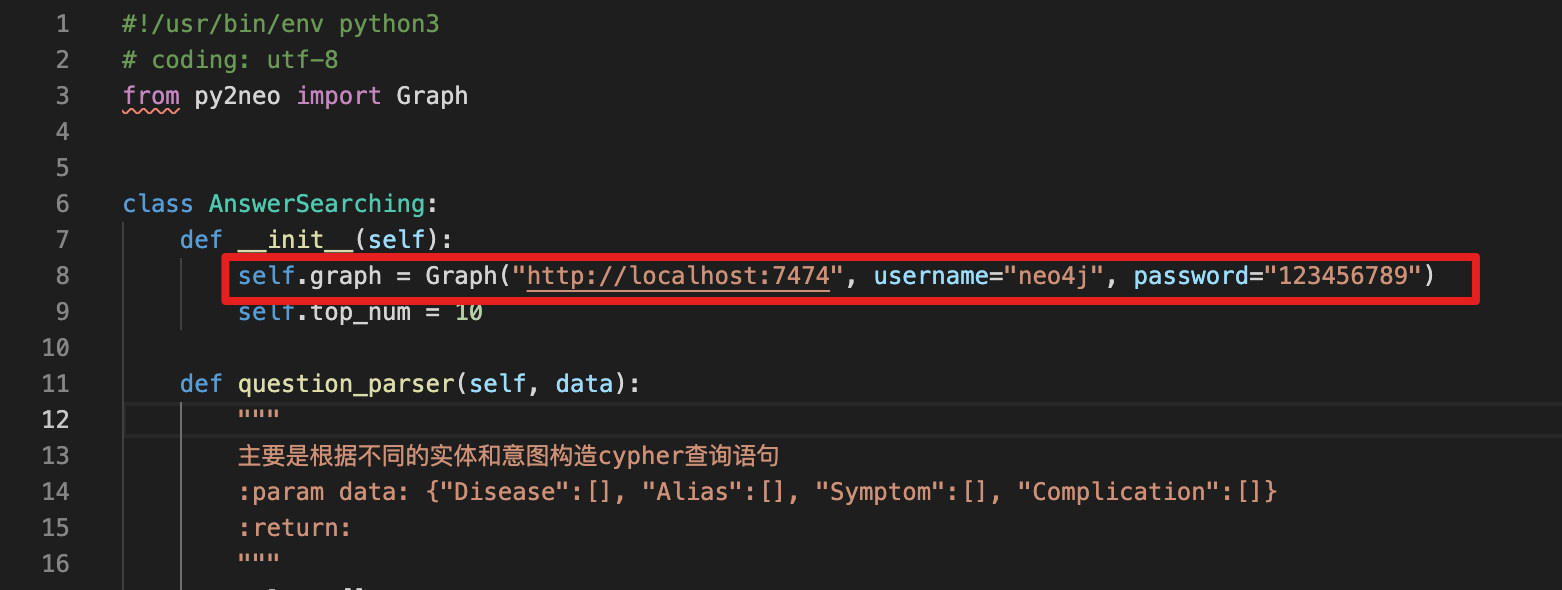 1 #!/usr/bin/env python3
2 # coding: utf-8
3 from py2neo import Graph
4
5
6 class AnswerSearching:
7 def __init__(self):
8 self.graph = Graph("http://localhost:7474", username="neo4j", password="123456789")
9 self.top_num = 10
10
11 def question_parser(self, data):
12 """
13 主要是根据不同的实体和意图构造cypher查询语句
14 :param data: {"Disease":[], "Alias":[], "Symptom":[], "Complication":[]}
15 :return:
16 """